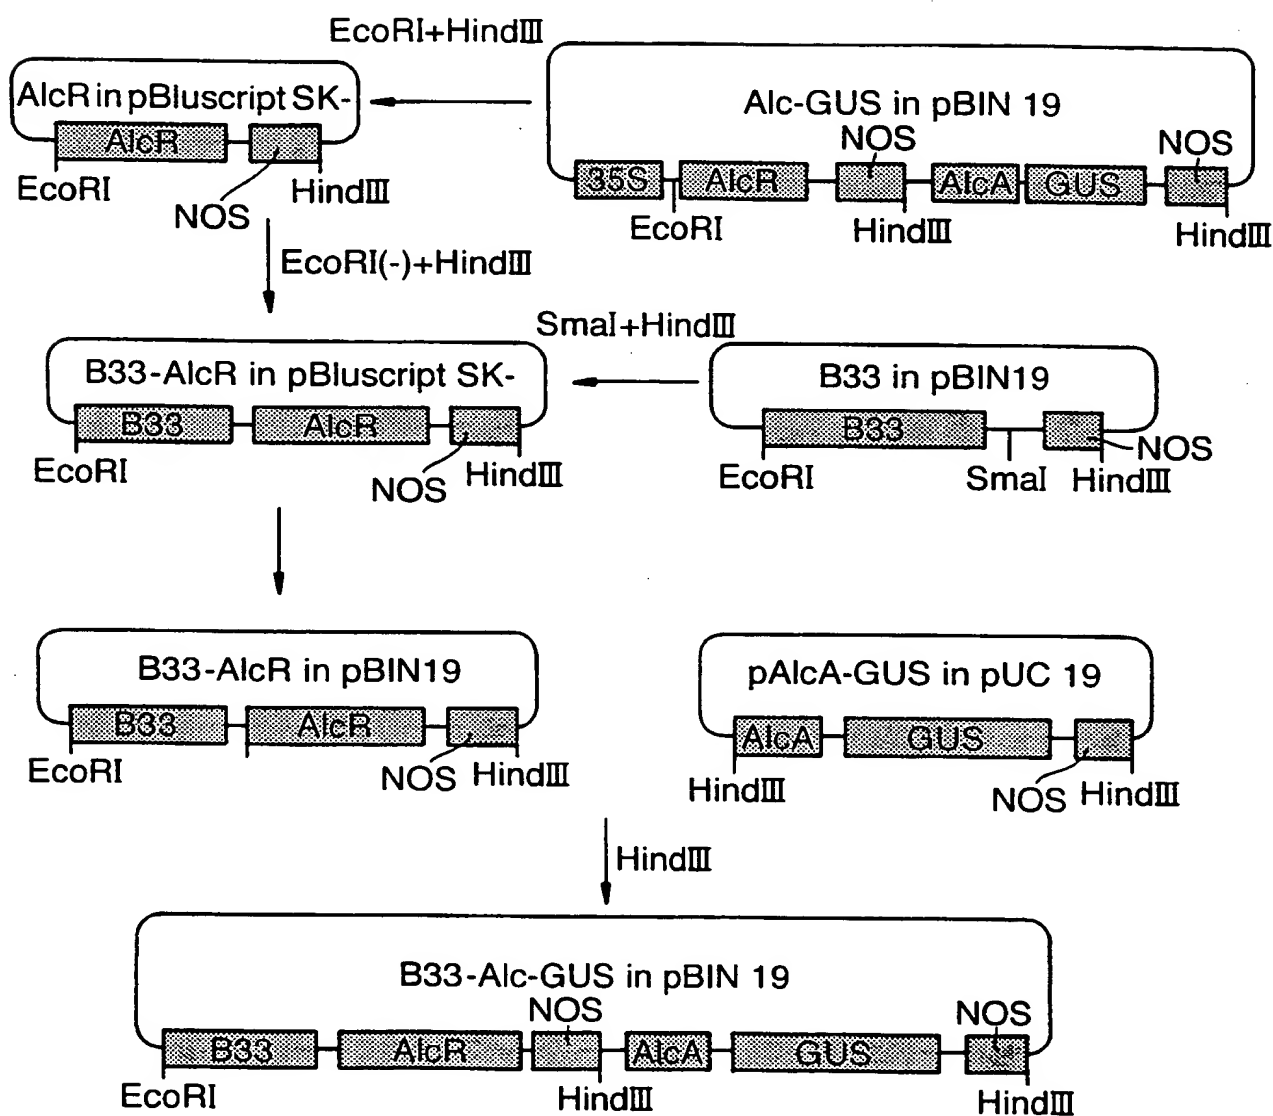 EcoRI+HindIII
AlcR in pBluscript SK-
AlcR
EcoRI
HindIII
NOS
Alc-GUS in pBIN 19
NOS
NOS
35S
AlcR
AlcA
GUS
EcoRI
HindIII
HindIII
EcoRI(-)+HindIII
SmaI+HindIII
B33-AlcR in pBluscript SK-
B33
AlcR
EcoRI
NOS
HindIII
B33 in pBIN19
B33
NOS
EcoRI
SmaI
HindIII
B33-AlcR in pBIN19
B33
AlcR
EcoRI
NOS
HindIII
pAlcA-GUS in pUC 19
AlcA
GUS
HindIII
NOS
HindIII
HindIII
B33-Alc-GUS in pBIN 19
NOS
NOS
B33
AlcR
AlcA
GUS
EcoRI
HindIII
HindIII